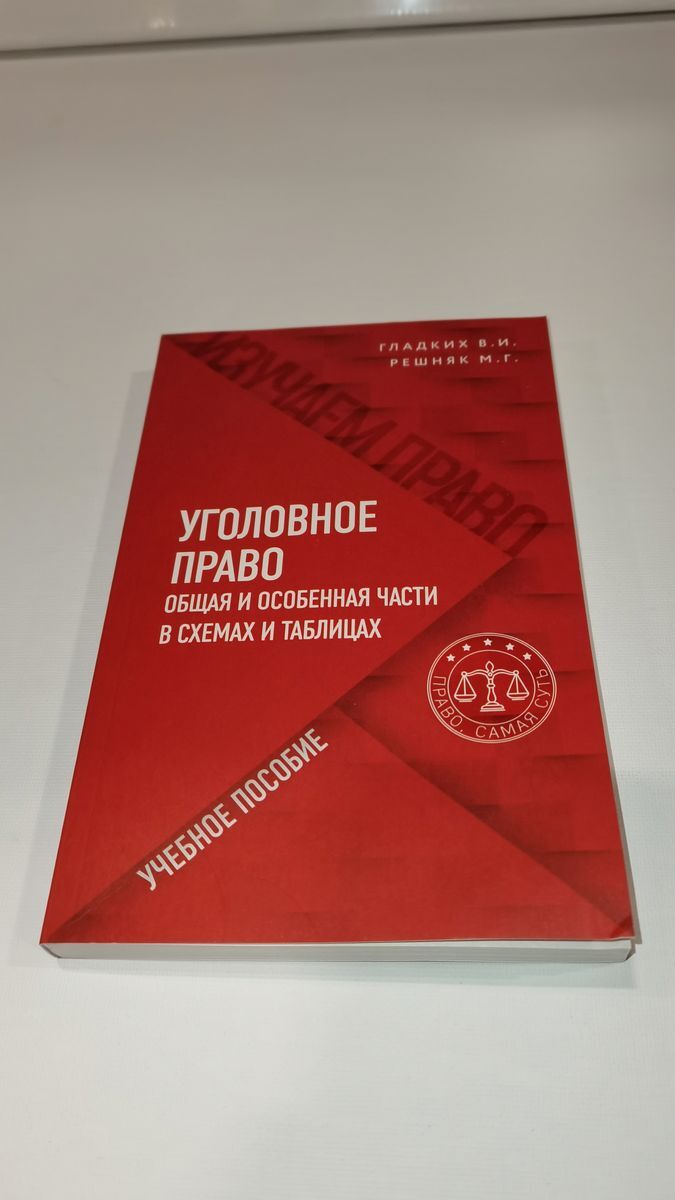 ГЛАДКИХ В.И.
РЕШНЯК М.Г.
ИЗУЧАЕМ ПРАВО
УГОЛОВНОЕ
ПРАВО
ОБЩАЯ И ОСОБЕННАЯ ЧАСТИ
В СХЕМАХ И ТАБЛИЦАХ
ПРАВО. САМАЯ СУТЬ
УЧЕБНОЕ ПОСОБИЕ